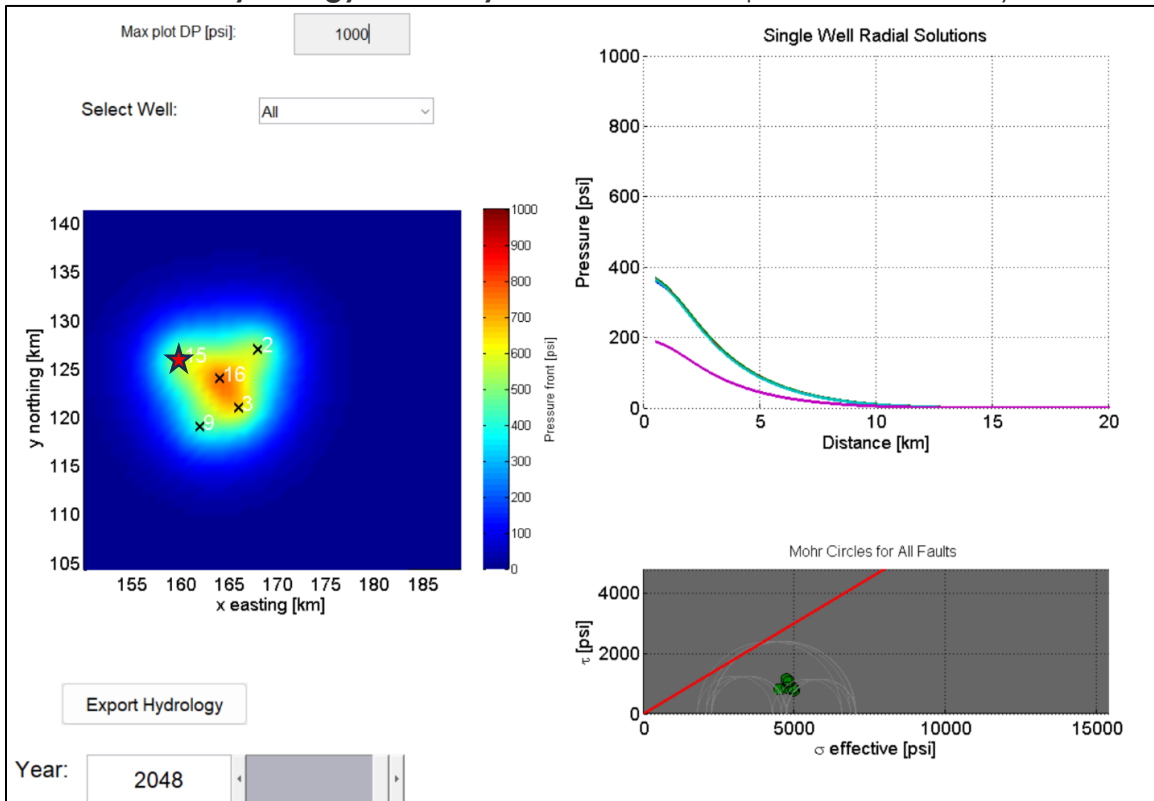 Max plot DP [psi]:
1000
Select Well:
All
140
135
130
125
120
115
110
105
y northing [km]
155 160 165 170 175 180 185
x easting [km]
15
2
16
3
9
1000
900
800
700
600
500
400
300
200
100
0
Pressure front [psi]
Export Hydrology
Year:
2048
Single Well Radial Solutions
1000
800
600
400
200
0
Pressure [psi]
0 5 10 15 20
Distance [km]
Mohr Circles for All Faults
4000
2000
0
τ [psi]
0 5000 10000 15000
σ effective [psi]